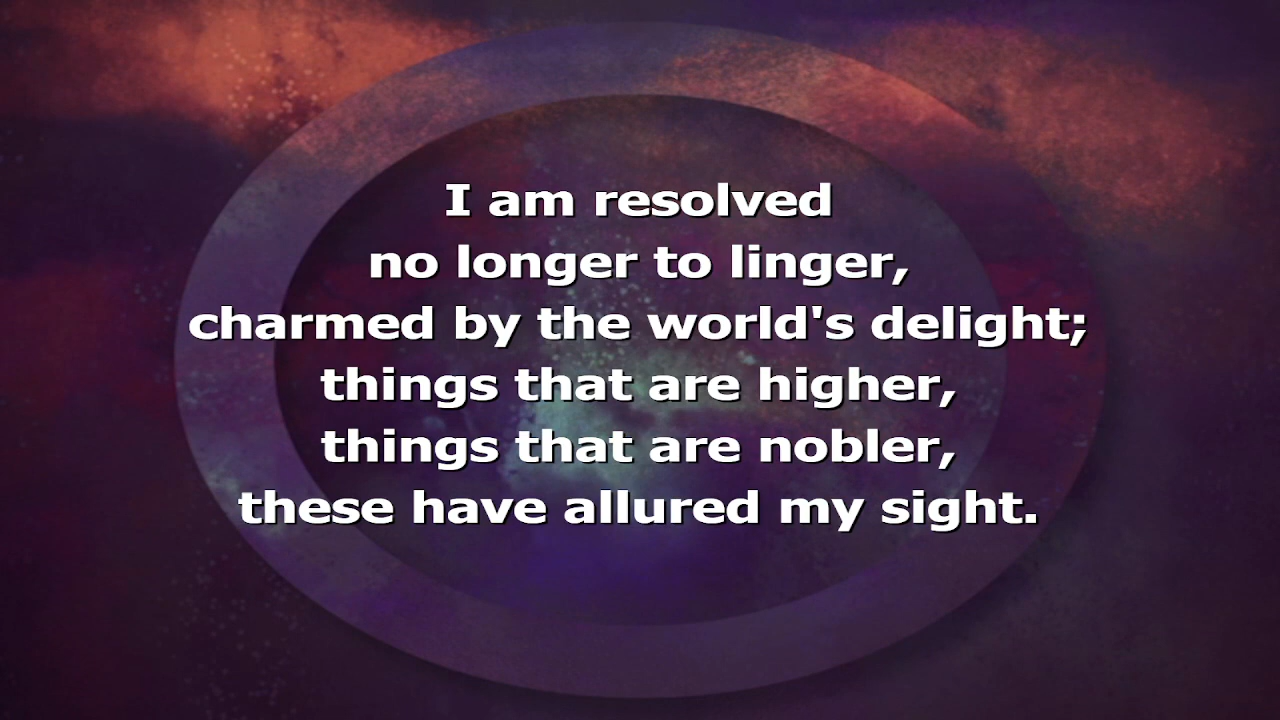 I am resolved
no longer to linger,
charmed by the world's delight;
things that are higher,
things that are nobler,
these have allured my sight.